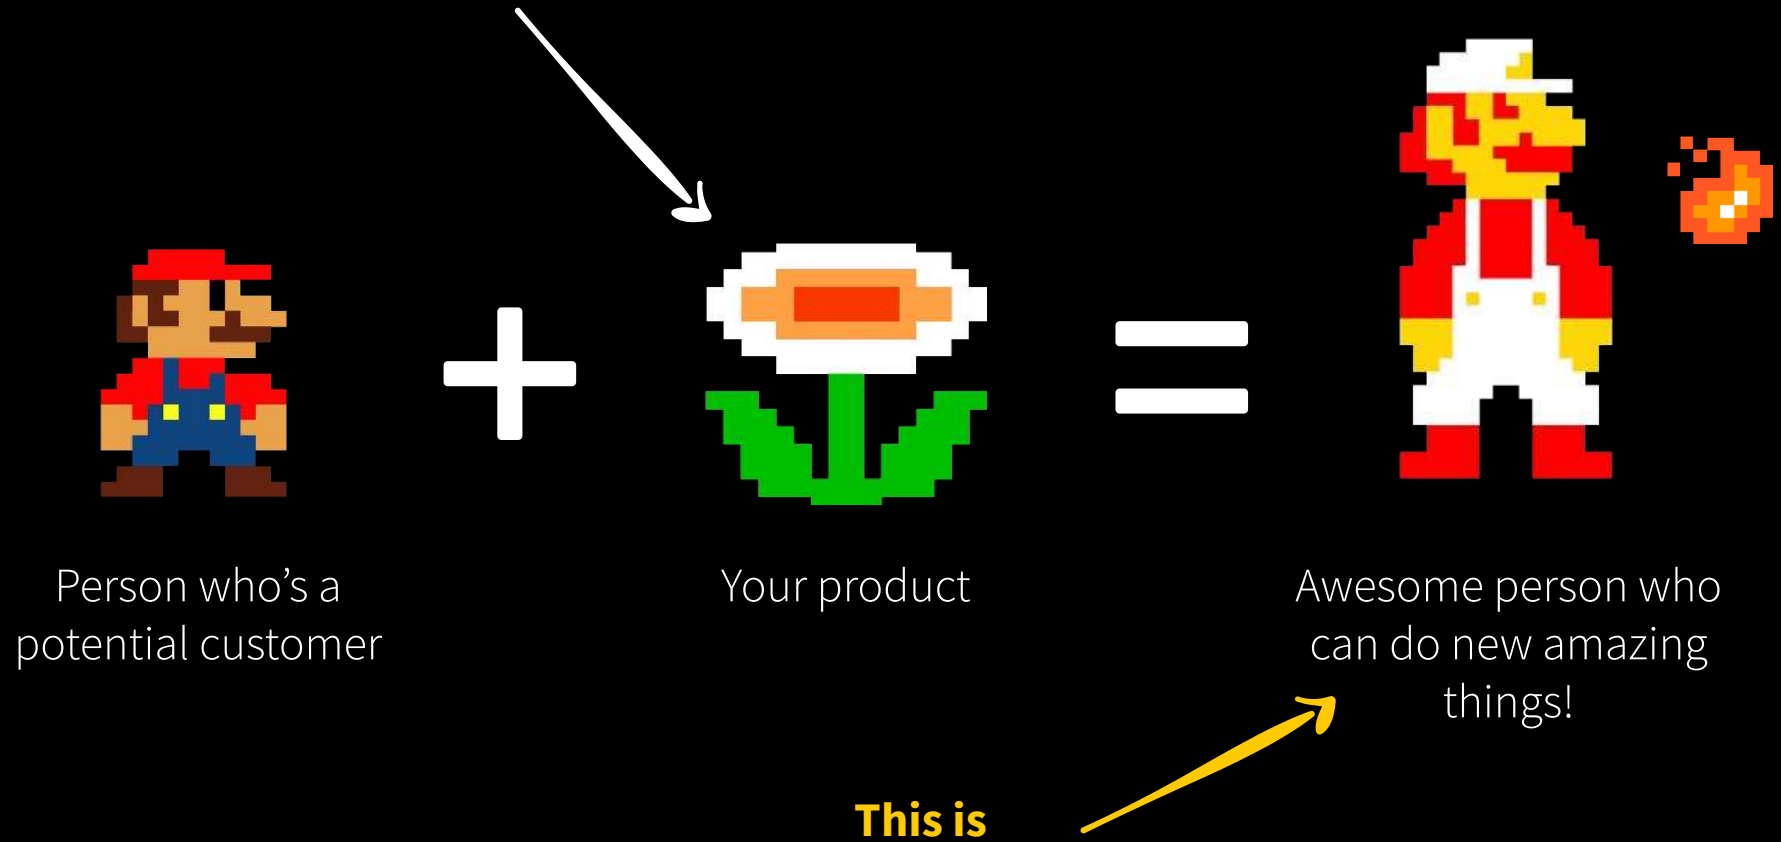 Person who’s a
potential customer
Your product
Awesome person who
can do new amazing
things!
This is